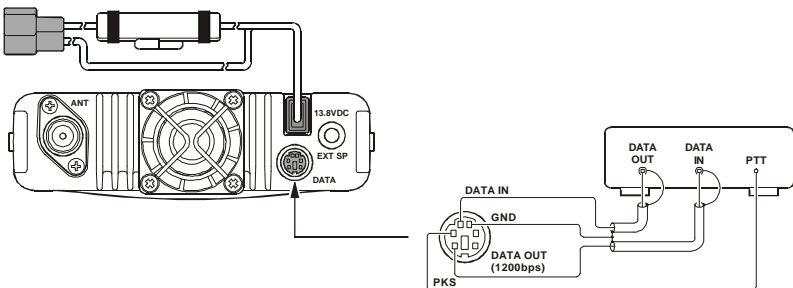 ANT
13.8VDC
EXT SP
DATA
DATA
OUT
DATA
IN
PTT
DATA IN
GND
DATA OUT
(1200bps)
PKS